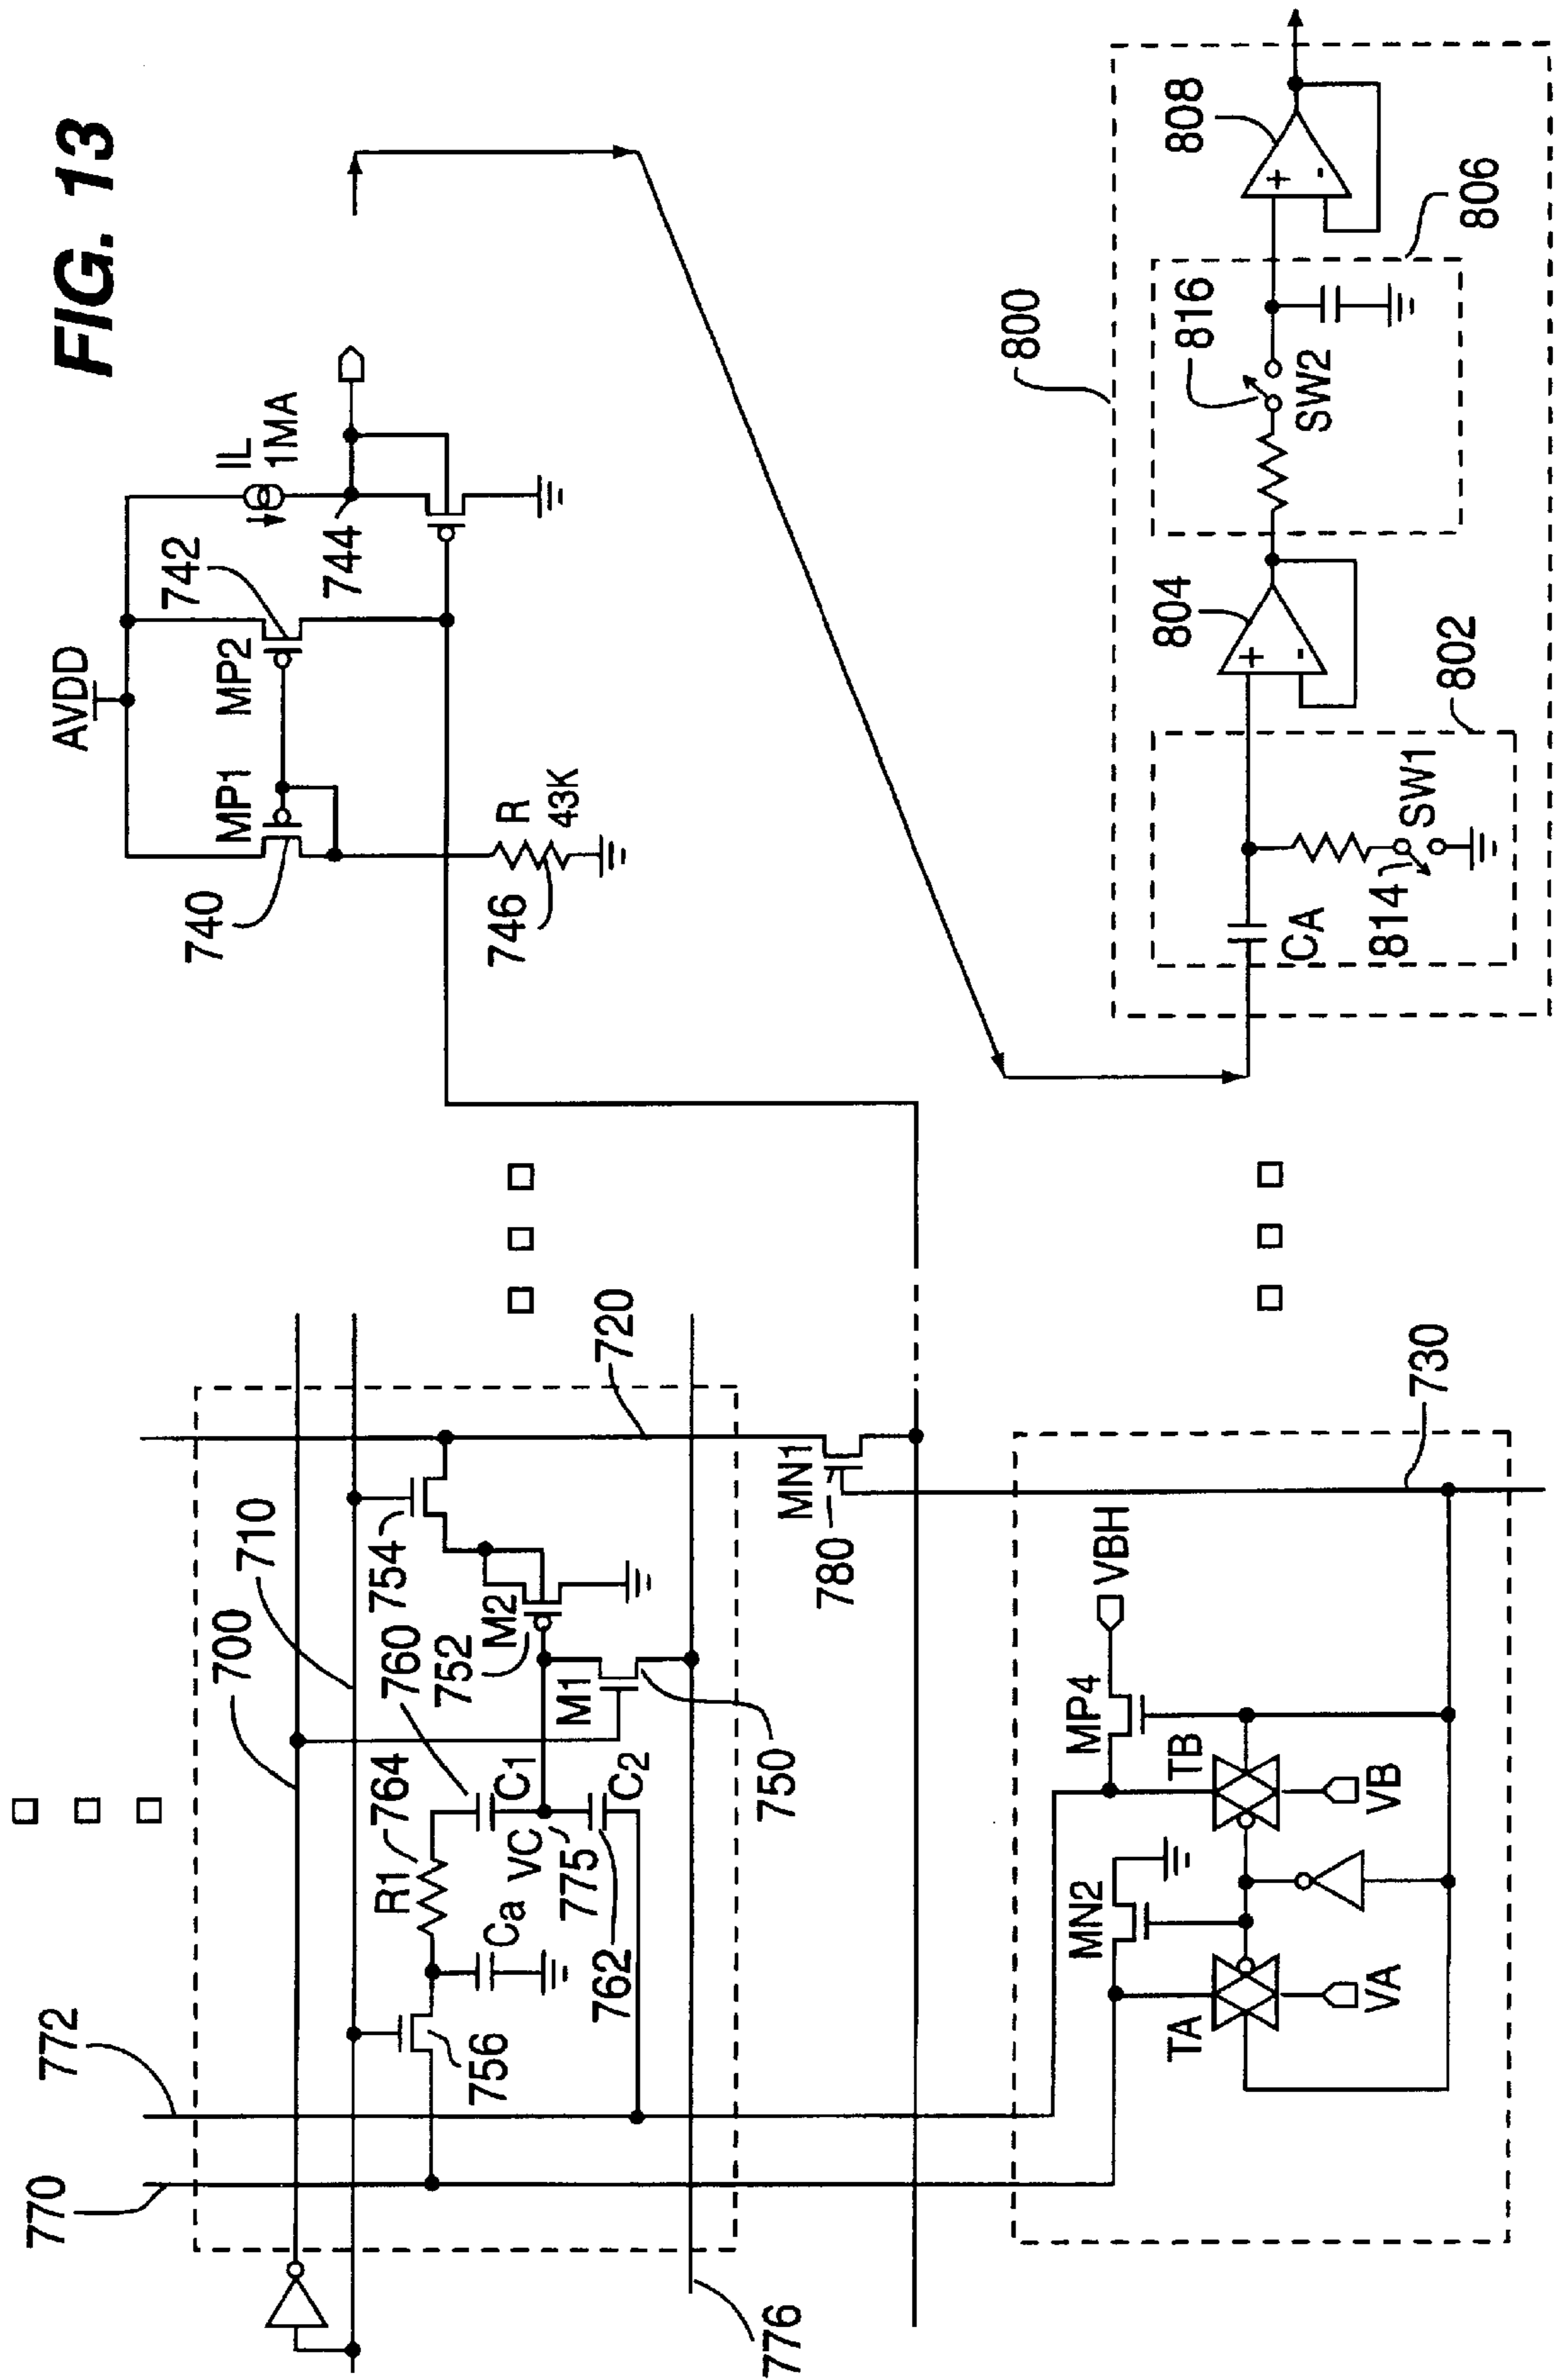 FIG. 13
AVDD
MP1
MP2
740
742
744
IL
1MA
R
43K
746
770
772
700
710
754
720
R1
764
760
Ca
C1
VC
775
C2
762
756
M2
752
M1
750
776
MN1
780
730
VBH
MP4
MN2
TB
TA
VB
VA
800
802
CA
814
SW1
804
+
-
806
816
SW2
808
+
-